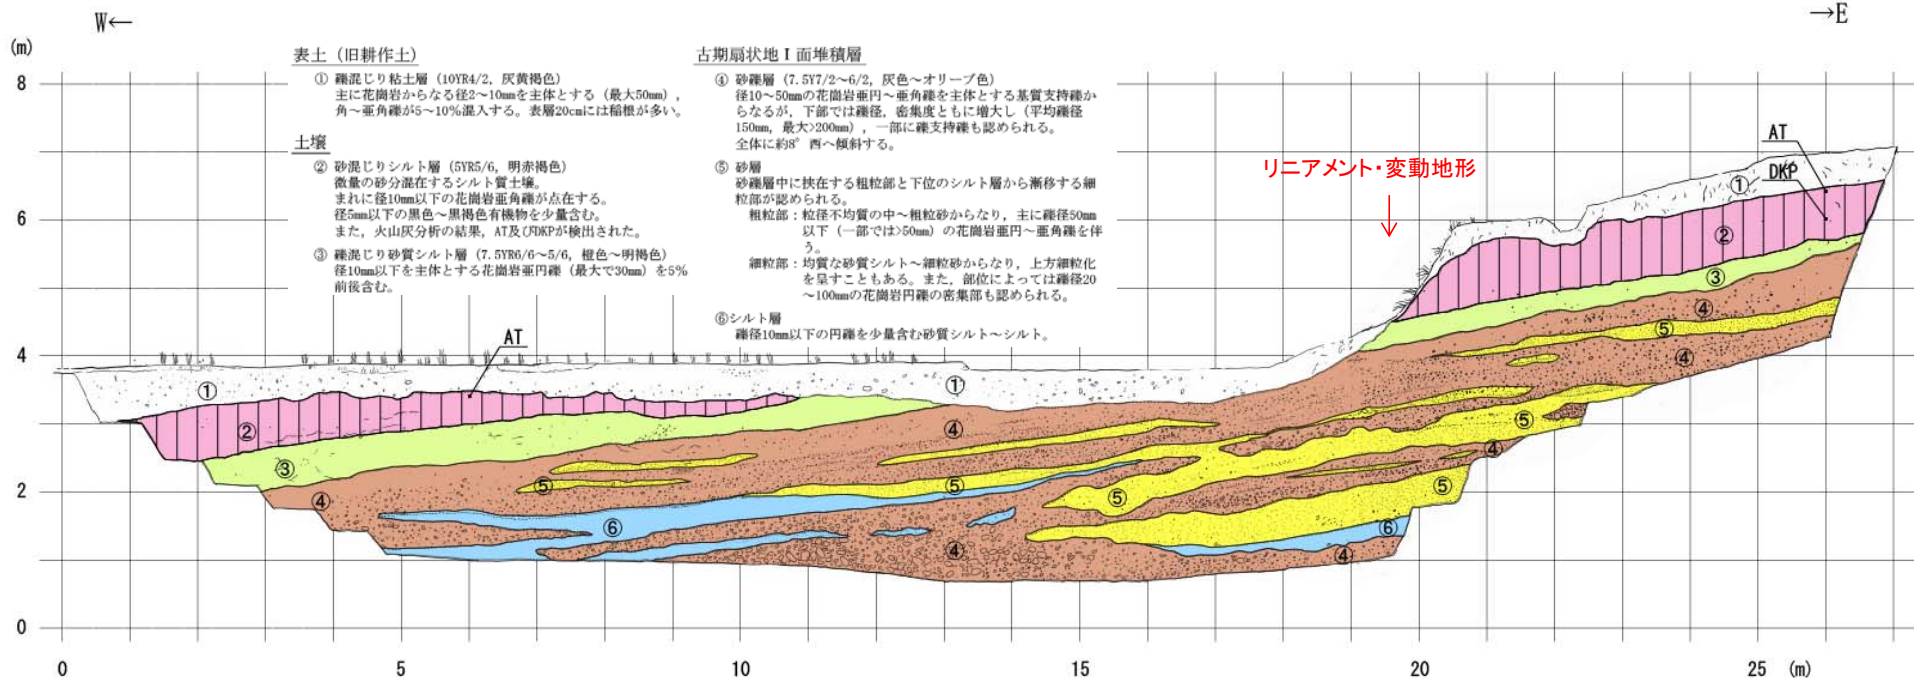 W←
→E
(m)
8
6
4
2
0
表土（旧耕作土）
① 礫混じり粘土層（10YR4/2，灰黄褐色）
主に花崗岩からなる径2～10mmを主体とする（最大50mm），
角～亜角礫が5～10％混入する。表層20cmには稲根が多い。
土壌
② 砂混じりシルト層（5YR5/6，明赤褐色）
微量の砂分混在するシルト質土壌。
まれに径10mm以下の花崗岩亜角礫が点在する。
径5mm以下の黒色～黒褐色有機物を少量含む。
また，火山灰分析の結果，AT及びDKPが検出された。
③ 礫混じり砂質シルト層（7.5YR6/6～5/6，橙色～明褐色）
径10mm以下を主体とする花崗岩亜円礫（最大で30mm）を5％
前後含む。
古期扇状地Ⅰ面堆積層
④ 砂礫層（7.5Y7/2～6/2，灰色～オリーブ色）
径10～50mmの花崗岩亜円～亜角礫を主体とする基質支持礫か
らなるが，下部では礫径，密集度ともに増大し（平均礫径
150mm，最大>200mm），一部に礫支持礫も認められる。
全体に約8°西へ傾斜する。
⑤ 砂層
砂礫層中に挟在する粗粒部と下位のシルト層から漸移する細
粒部が認められる。
粗粒部：粒径不均質の中～粗粒砂からなり，主に礫径50mm
以下（一部では>50mm）の花崗岩亜円～亜角礫を伴
う。
細粒部：均質な砂質シルト～細粒砂からなり，上方細粒化
を呈すこともある。また，部位によっては礫径20
～100mmの花崗岩円礫の密集部も認められる。
⑥シルト層
礫径10mm以下の円礫を少量含む砂質シルト～シルト。
リニアメント・変動地形
AT
DKP
①
②
③
④
⑤
④
⑤
④
⑤
⑥
④
AT
①
②
③
④
⑤
⑥
①
④
⑤
④
⑤
0
5
10
15
20
25
(m)